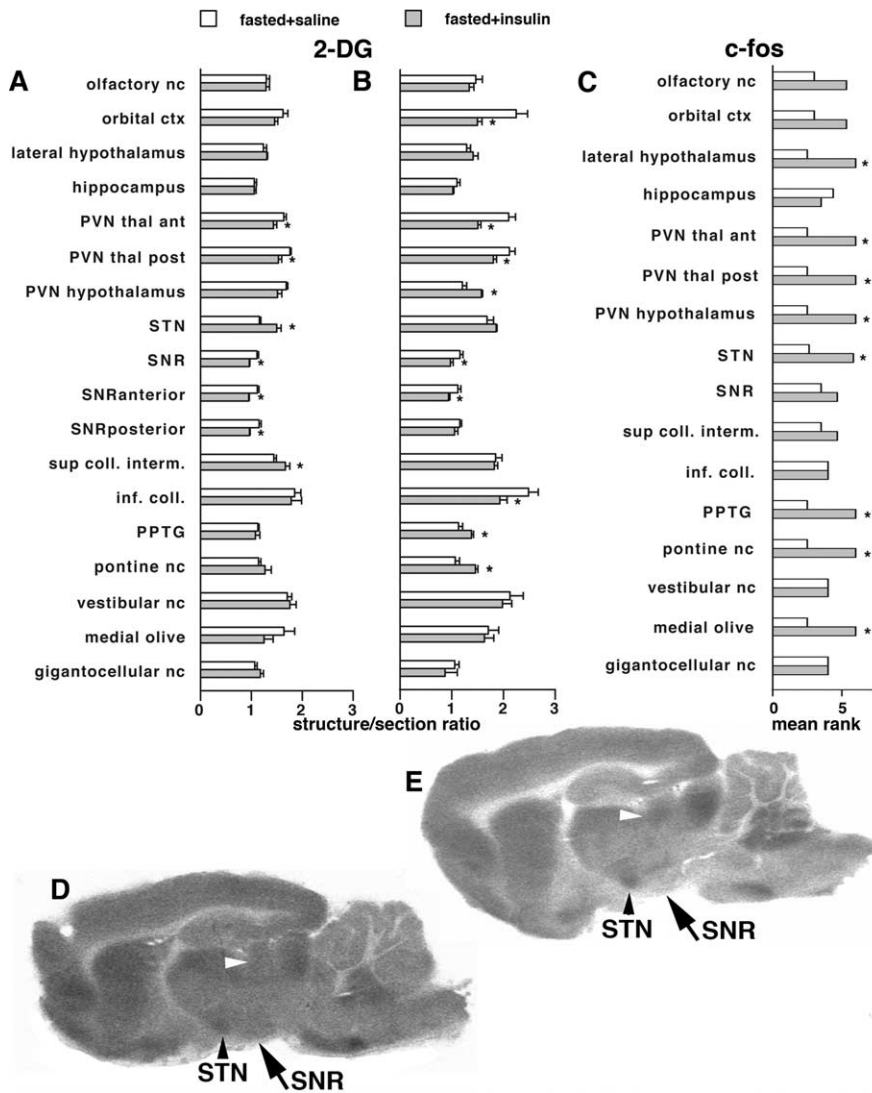 fasted+saline fasted+insulin
2-DG c-fos
A B C
olfactory nc
orbital ctx
lateral hypothalamus
hippocampus
PVN thal ant
PVN thal post
PVN hypothalamus
STN
SNR
SNRanterior
SNRposterior
sup coll. interm.
inf. coll.
PPTG
pontine nc
vestibular nc
medial olive
gigantocellular nc
0 1 2 3
* * * * * * *
0 1 2 3
* * * * * * * * *
structure/section ratio
olfactory nc
orbital ctx
lateral hypothalamus *
hippocampus
PVN thal ant *
PVN thal post *
PVN hypothalamus *
STN *
SNR
sup coll. interm.
inf. coll.
PPTG *
pontine nc *
vestibular nc
medial olive *
gigantocellular nc
0 5
mean rank
E
STN SNR
D
STN SNR